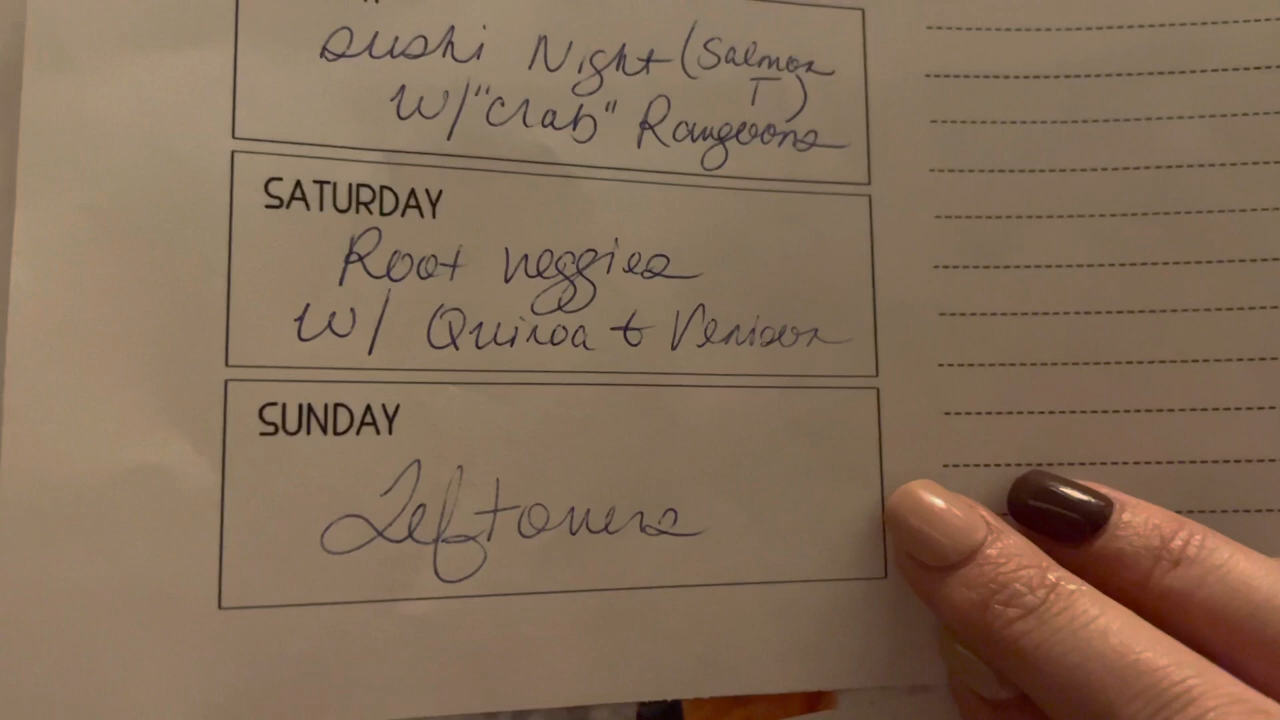 Sushi Night (Salmon
T)
w/ "Crab" Rangoons
SATURDAY
Root veggies
w/ Quinoa & Venison
SUNDAY
Leftovers